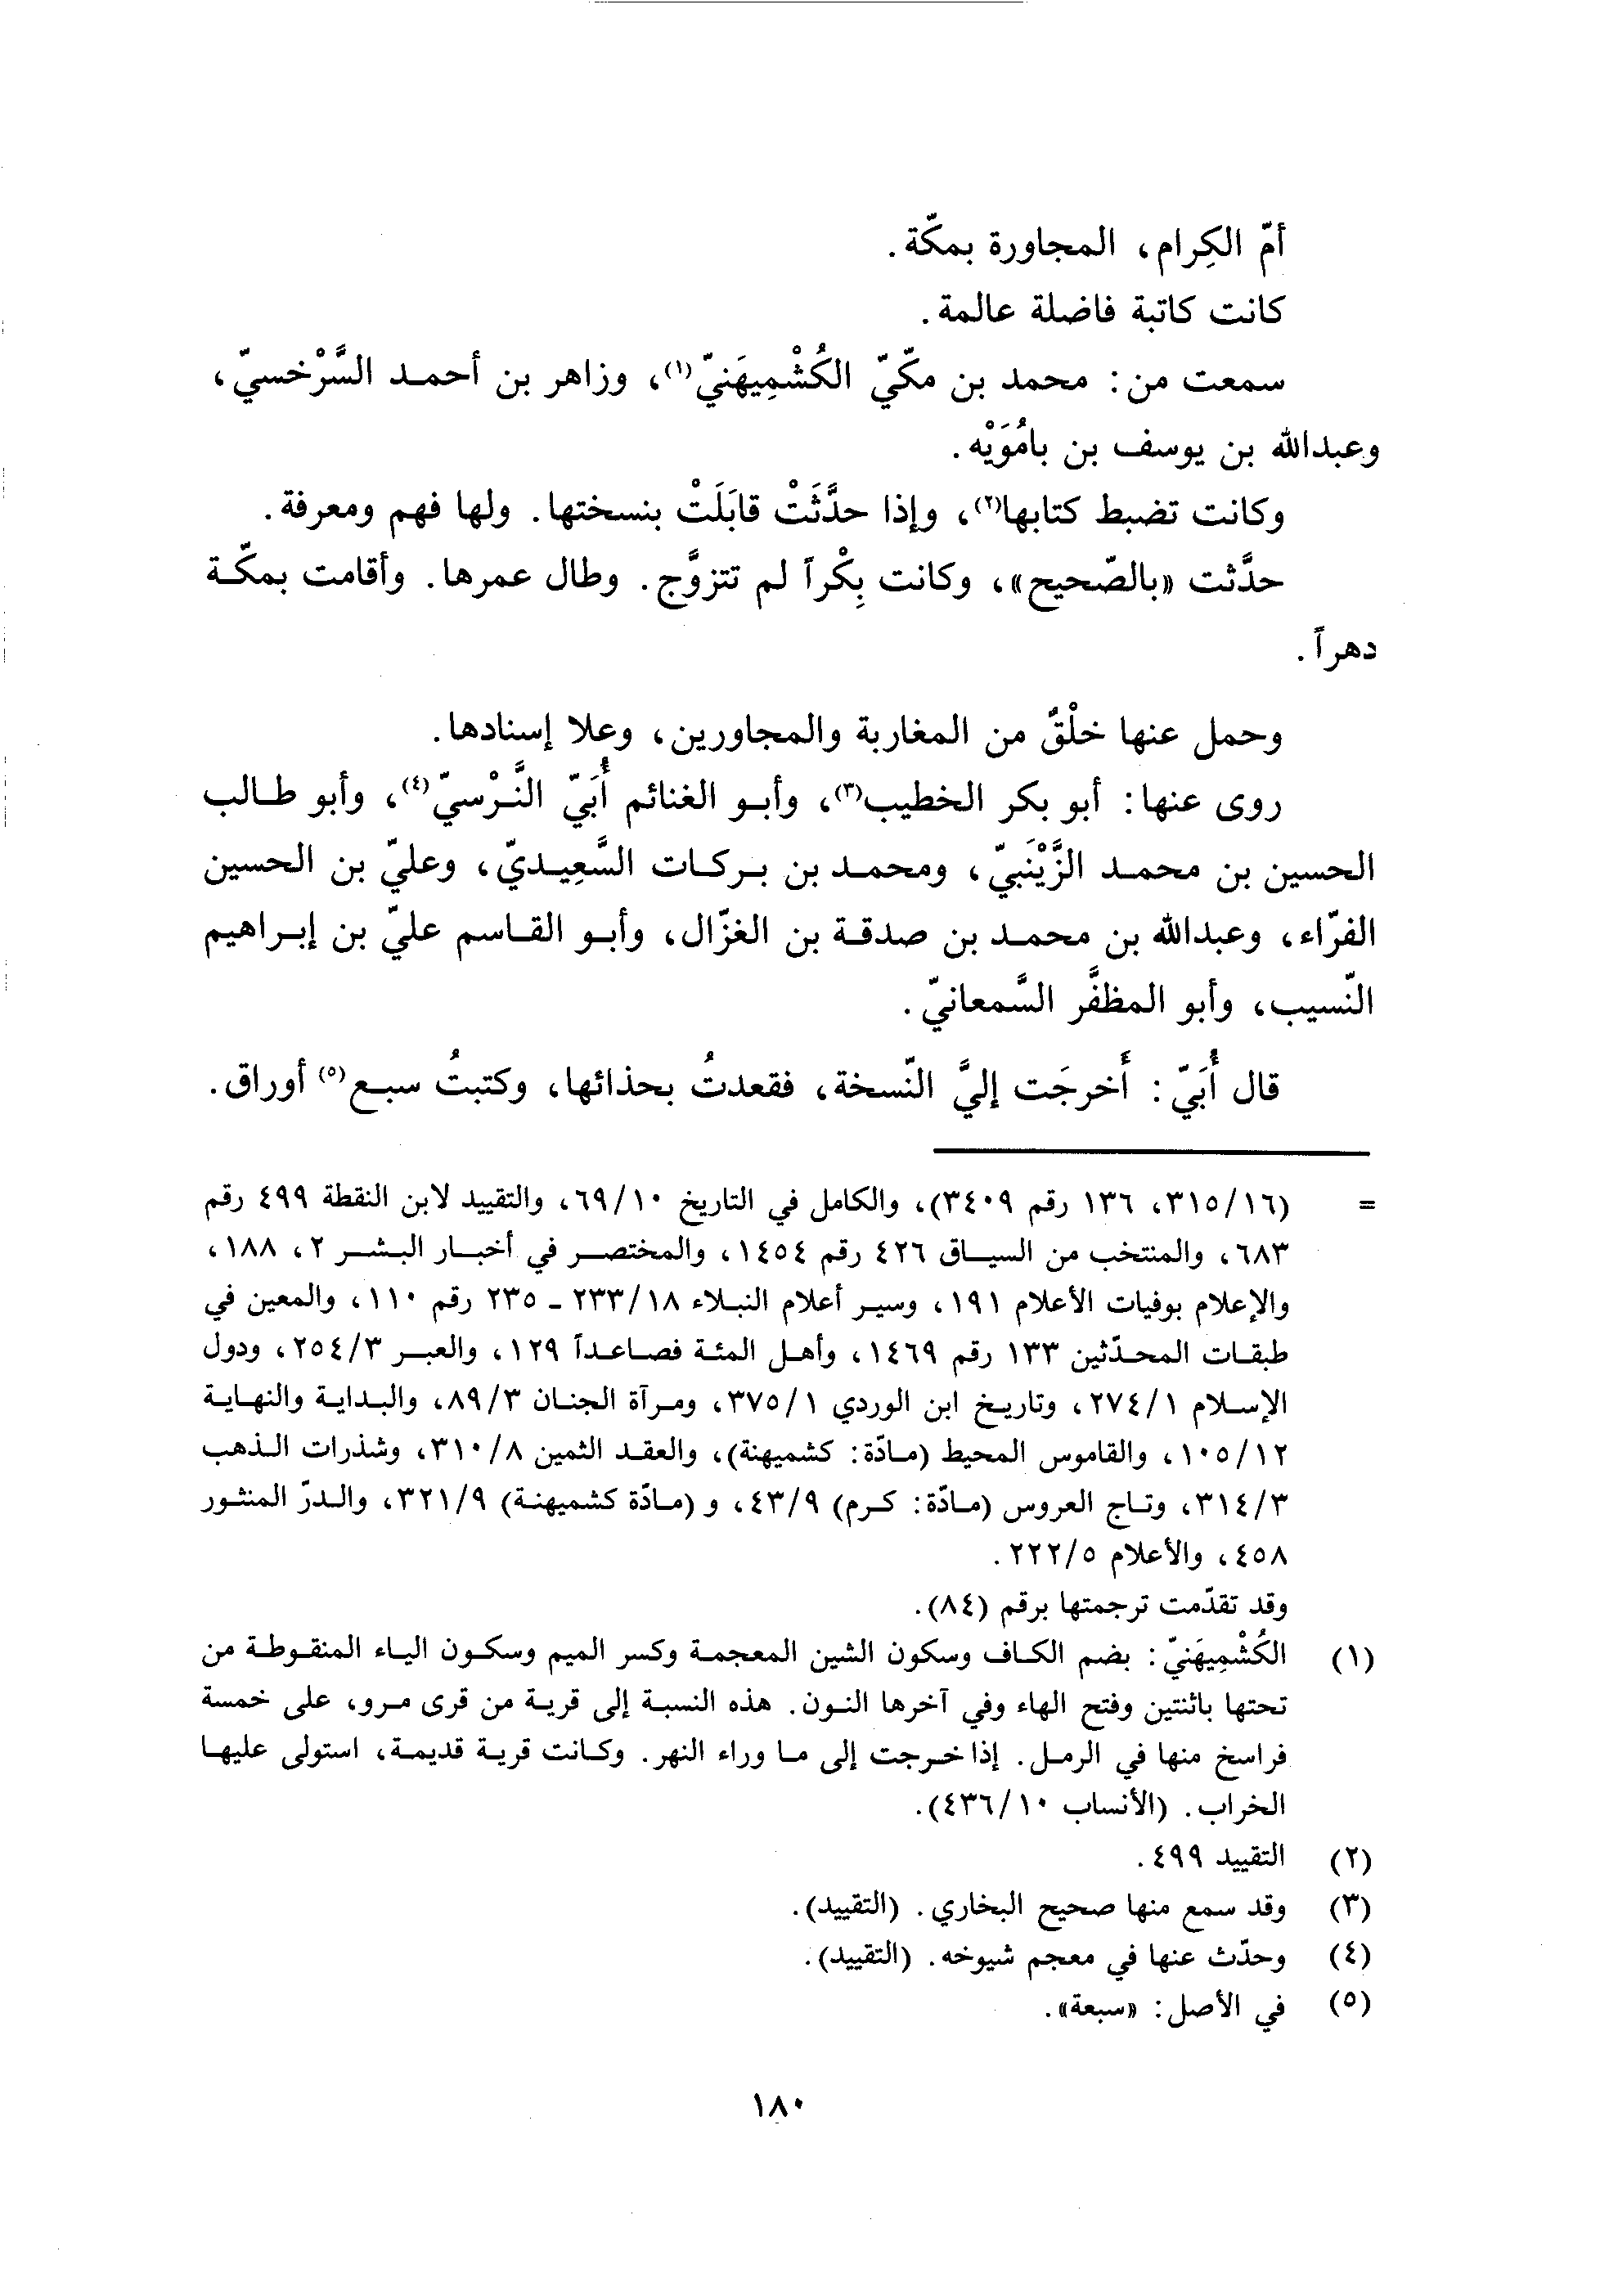 أمّ الكِرام، المجاورة بمكّة.
كانت كاتبة فاضلة عالمة.
سمعت من: محمد بن مكّيّ الكُشْمِيهَنيّ(١)، وزاهر بن أحمد السَّرْخسيّ،
وعبدالله بن يوسف بن بامُوَيْه.
وكانت تضبط كتابها(٢)، وإذا حدَّثَتْ قابَلَتْ بنسختها. ولها فهم ومعرفة.
حدَّثت «بالصّحيح»، وكانت بِكْراً لم تتزوَّج. وطال عمرها. وأقامت بمكّة
دهراً.
وحمل عنها خلْقٌ من المغاربة والمجاورين، وعلا إسنادها.
روى عنها: أبو بكر الخطيب(٣)، وأبو الغنائم أُبَيّ النَّرْسيّ(٤)، وأبو طالب
الحسين بن محمد الزَّيْنَبيّ، ومحمد بن بركات السَّعِيديّ، وعليّ بن الحسين
الفرّاء، وعبدالله بن محمد بن صدقة بن الغزّال، وأبو القاسم عليّ بن إبراهيم
النّسيب، وأبو المظفَّر السَّمعانيّ.
قال أُبَيّ: أَخرجَت إليَّ النّسخة، فقعدتُ بحذائها، وكتبتُ سبع(٥) أوراق.
= (٣١٥/١٦، ١٣٦ رقم ٣٤٠٩)، والكامل في التاريخ ٦٩/١٠، والتقييد لابن النقطة ٤٩٩ رقم
٦٨٣، والمنتخب من السياق ٤٢٦ رقم ١٤٥٤، والمختصر في أخبار البشر ٢، ١٨٨،
والإعلام بوفيات الأعلام ١٩١، وسير أعلام النبلاء ٢٣٣/١٨ ـ ٢٣٥ رقم ١١٠، والمعين في
طبقات المحدّثين ١٣٣ رقم ١٤٦٩، وأهل المئة فصاعداً ١٢٩، والعبر ٢٥٤/٣، ودول
الإسلام ٢٧٤/١، وتاريخ ابن الوردي ٣٧٥/١، ومرآة الجنان ٨٩/٣، والبداية والنهاية
١٠٥/١٢، والقاموس المحيط (مادّة: كشميهنة)، والعقد الثمين ٣١٠/٨، وشذرات الذهب
٣١٤/٣، وتاج العروس (مادّة: كرم) ٤٣/٩، و (مادّة كشميهنة) ٣٢١/٩، والدرّ المنثور
٤٥٨، والأعلام ٢٢٢/٥.
وقد تقدّمت ترجمتها برقم (٨٤).
(١) الكُشْمِيهَنيّ: بضم الكاف وسكون الشين المعجمة وكسر الميم وسكون الياء المنقوطة من
تحتها باثنتين وفتح الهاء وفي آخرها النون. هذه النسبة إلى قرية من قرى مرو، على خمسة
فراسخ منها في الرمل. إذا خرجت إلى ما وراء النهر. وكانت قرية قديمة، استولى عليها
الخراب. (الأنساب ٤٣٦/١٠).
(٢) التقييد ٤٩٩.
(٣) وقد سمع منها صحيح البخاري. (التقييد).
(٤) وحدّث عنها في معجم شيوخه. (التقييد).
(٥) في الأصل: «سبعة».
١٨٠